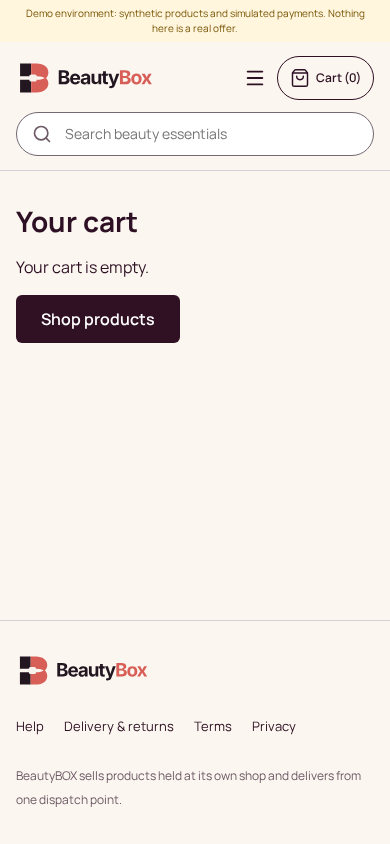 Demo environment: synthetic products and simulated payments. Nothing
here is a real offer.
BeautyBox
Cart (0)
Search beauty essentials
Your cart
Your cart is empty.
Shop products
BeautyBox
Help Delivery & returns Terms Privacy
BeautyBOX sells products held at its own shop and delivers from
one dispatch point.